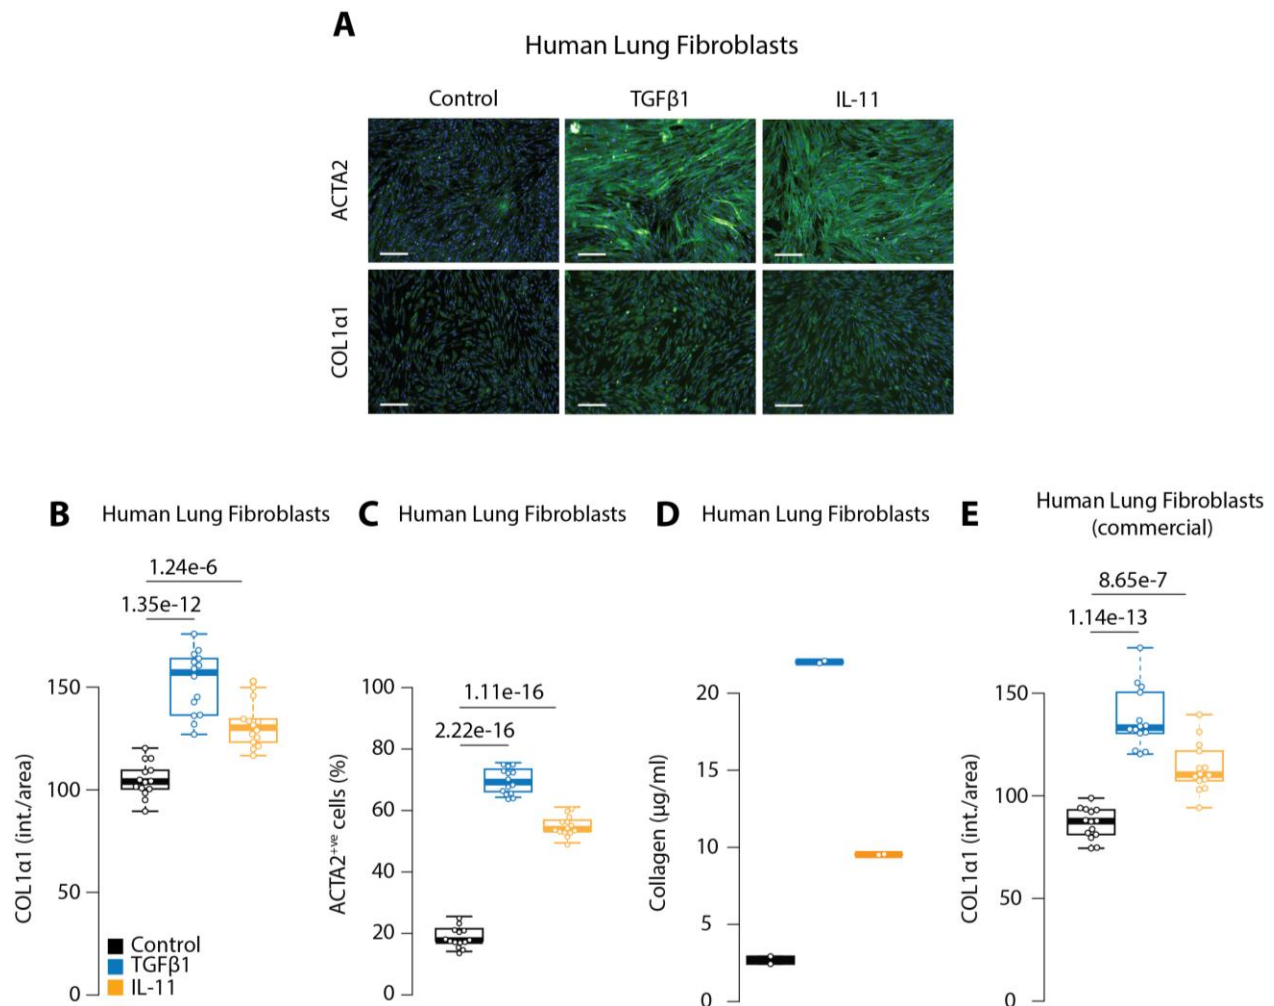 A
Human Lung Fibroblasts
Control TGFβ1 IL-11
ACTA2
COL1α1
B Human Lung Fibroblasts
1.24e-6
1.35e-12
COL1α1 (int./area)
150
100
50
0
Control
TGFβ1
IL-11
C Human Lung Fibroblasts
1.11e-16
2.22e-16
ACTA2+ve cells (%)
100
80
60
40
20
0
D Human Lung Fibroblasts
Collagen (µg/ml)
20
15
10
5
0
E Human Lung Fibroblasts
(commercial)
8.65e-7
1.14e-13
COL1α1 (int./area)
150
100
50
0